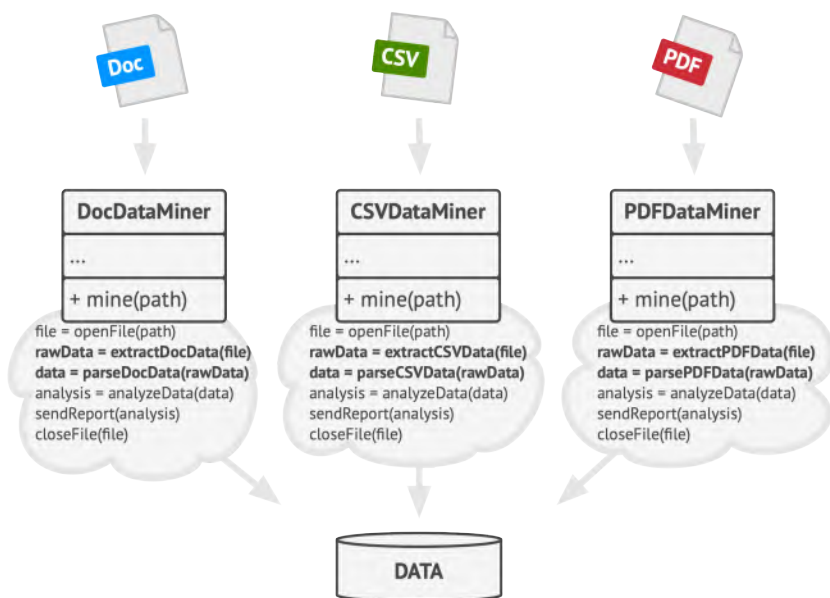 Doc
CSV
PDF
DocDataMiner
...
+ mine(path)
file = openFile(path)
rawData = extractDocData(file)
data = parseDocData(rawData)
analysis = analyzeData(data)
sendReport(analysis)
closeFile(file)
CSVDataMiner
...
+ mine(path)
file = openFile(path)
rawData = extractCSVData(file)
data = parseCSVData(rawData)
analysis = analyzeData(data)
sendReport(analysis)
closeFile(file)
PDFDataMiner
...
+ mine(path)
file = openFile(path)
rawData = extractPDFData(file)
data = parsePDFData(rawData)
analysis = analyzeData(data)
sendReport(analysis)
closeFile(file)
DATA